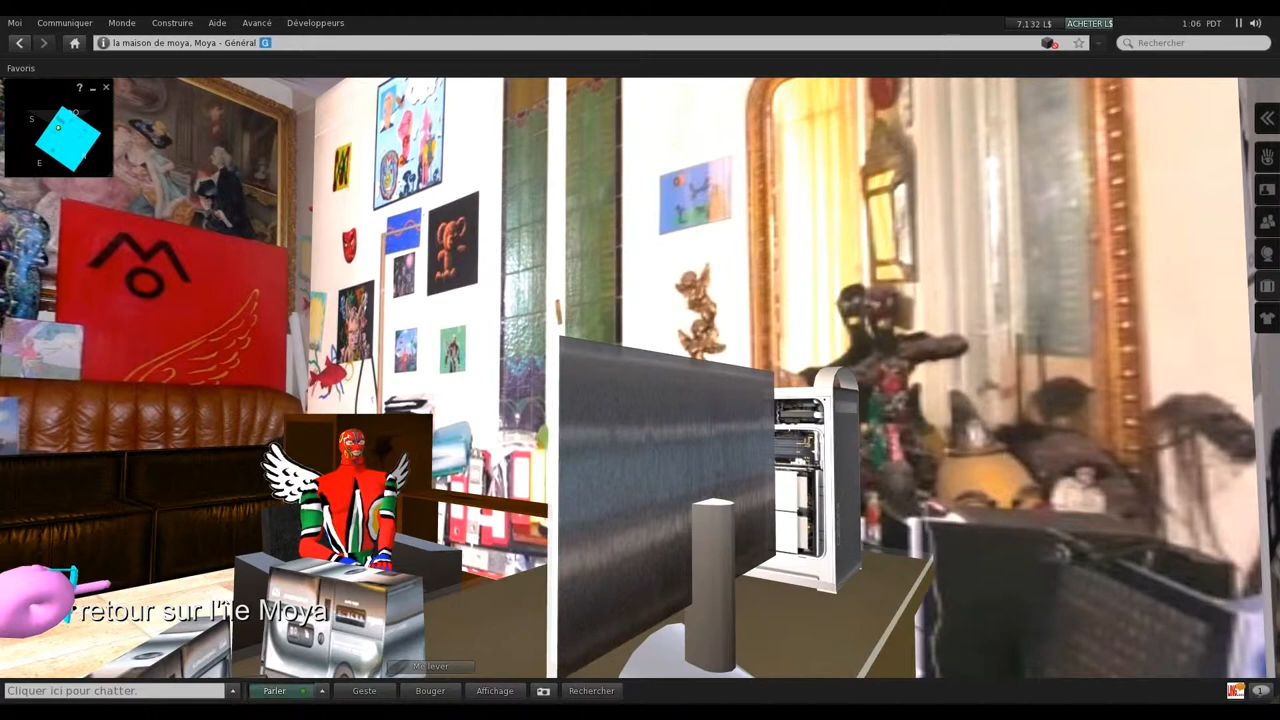 Moi Communiquer Monde Construire Aide Avancé Développeurs 7,132 L$ ACHETER L$ 1:06 PDT
la maison de moya, Moya - Général G Rechercher
Favoris
? 
S O
E
MO
retour sur l'île Moya
Me lever
Cliquer ici pour chatter. Parler Geste Bouger Affichage Rechercher 1